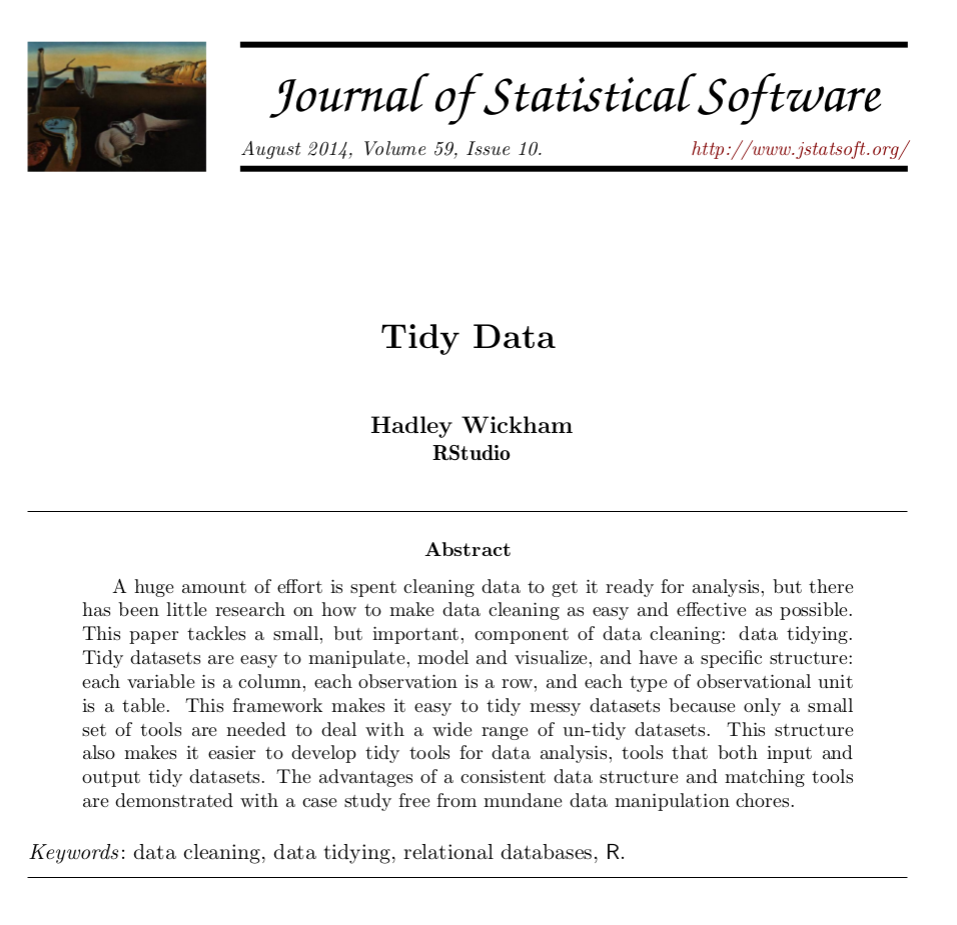 Journal of Statistical Software
August 2014, Volume 59, Issue 10. http://www.jstatsoft.org/
Tidy Data
Hadley Wickham
RStudio
Abstract
A huge amount of effort is spent cleaning data to get it ready for analysis, but there
has been little research on how to make data cleaning as easy and effective as possible.
This paper tackles a small, but important, component of data cleaning: data tidying.
Tidy datasets are easy to manipulate, model and visualize, and have a specific structure:
each variable is a column, each observation is a row, and each type of observational unit
is a table. This framework makes it easy to tidy messy datasets because only a small
set of tools are needed to deal with a wide range of un-tidy datasets. This structure
also makes it easier to develop tidy tools for data analysis, tools that both input and
output tidy datasets. The advantages of a consistent data structure and matching tools
are demonstrated with a case study free from mundane data manipulation chores.
Keywords: data cleaning, data tidying, relational databases, R.